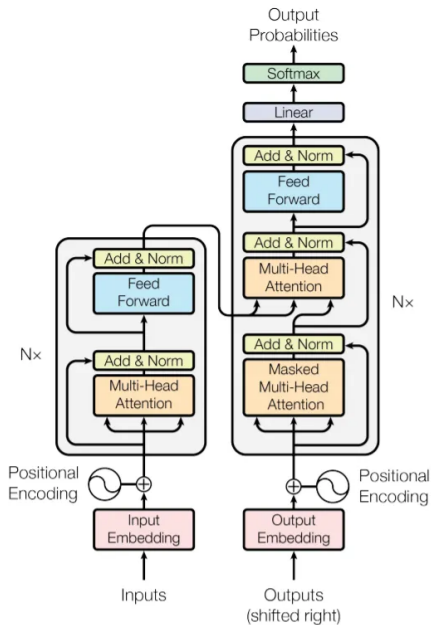 Output
Probabilities
Softmax
Linear
Add & Norm
Feed
Forward
Add & Norm
Multi-Head
Attention
Add & Norm
Masked
Multi-Head
Attention
N×
Add & Norm
Feed
Forward
Add & Norm
Multi-Head
Attention
N×
Positional
Encoding
Positional
Encoding
Input
Embedding
Output
Embedding
Inputs
Outputs
(shifted right)